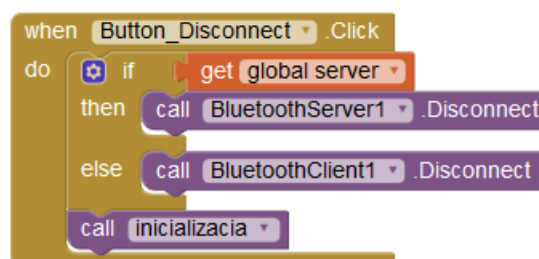 when Button_Disconnect .Click
do if get global server
then call BluetoothServer1 .Disconnect
else call BluetoothClient1 .Disconnect
call inicializacia